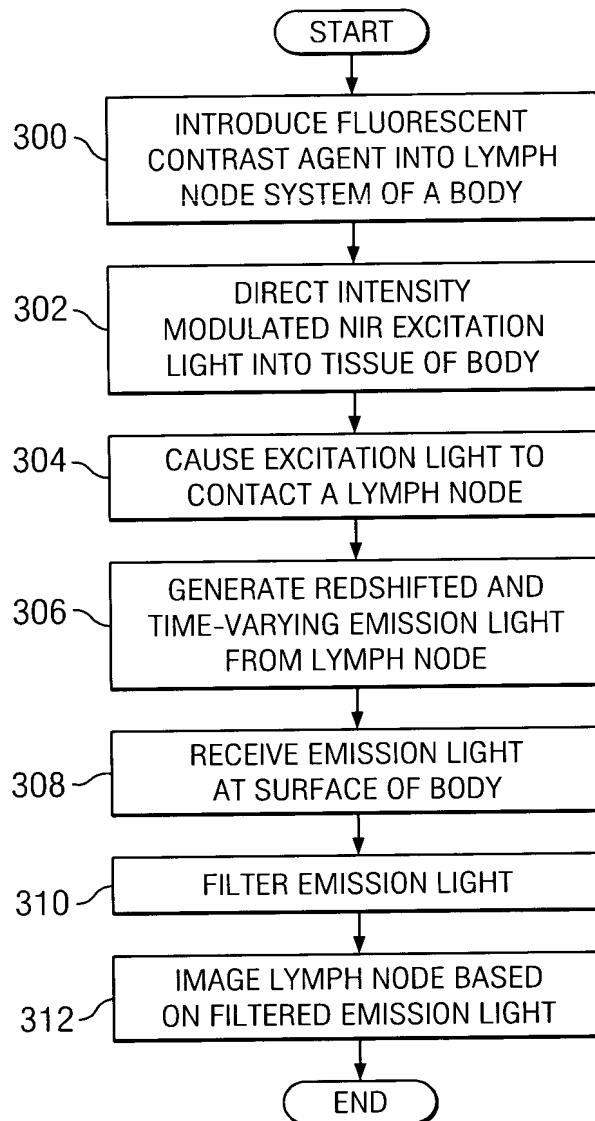 START
300
INTRODUCE FLUORESCENT
CONTRAST AGENT INTO LYMPH
NODE SYSTEM OF A BODY
302
DIRECT INTENSITY
MODULATED NIR EXCITATION
LIGHT INTO TISSUE OF BODY
304
CAUSE EXCITATION LIGHT TO
CONTACT A LYMPH NODE
306
GENERATE REDSHIFTED AND
TIME-VARYING EMISSION LIGHT
FROM LYMPH NODE
308
RECEIVE EMISSION LIGHT
AT SURFACE OF BODY
310
FILTER EMISSION LIGHT
312
IMAGE LYMPH NODE BASED
ON FILTERED EMISSION LIGHT
END